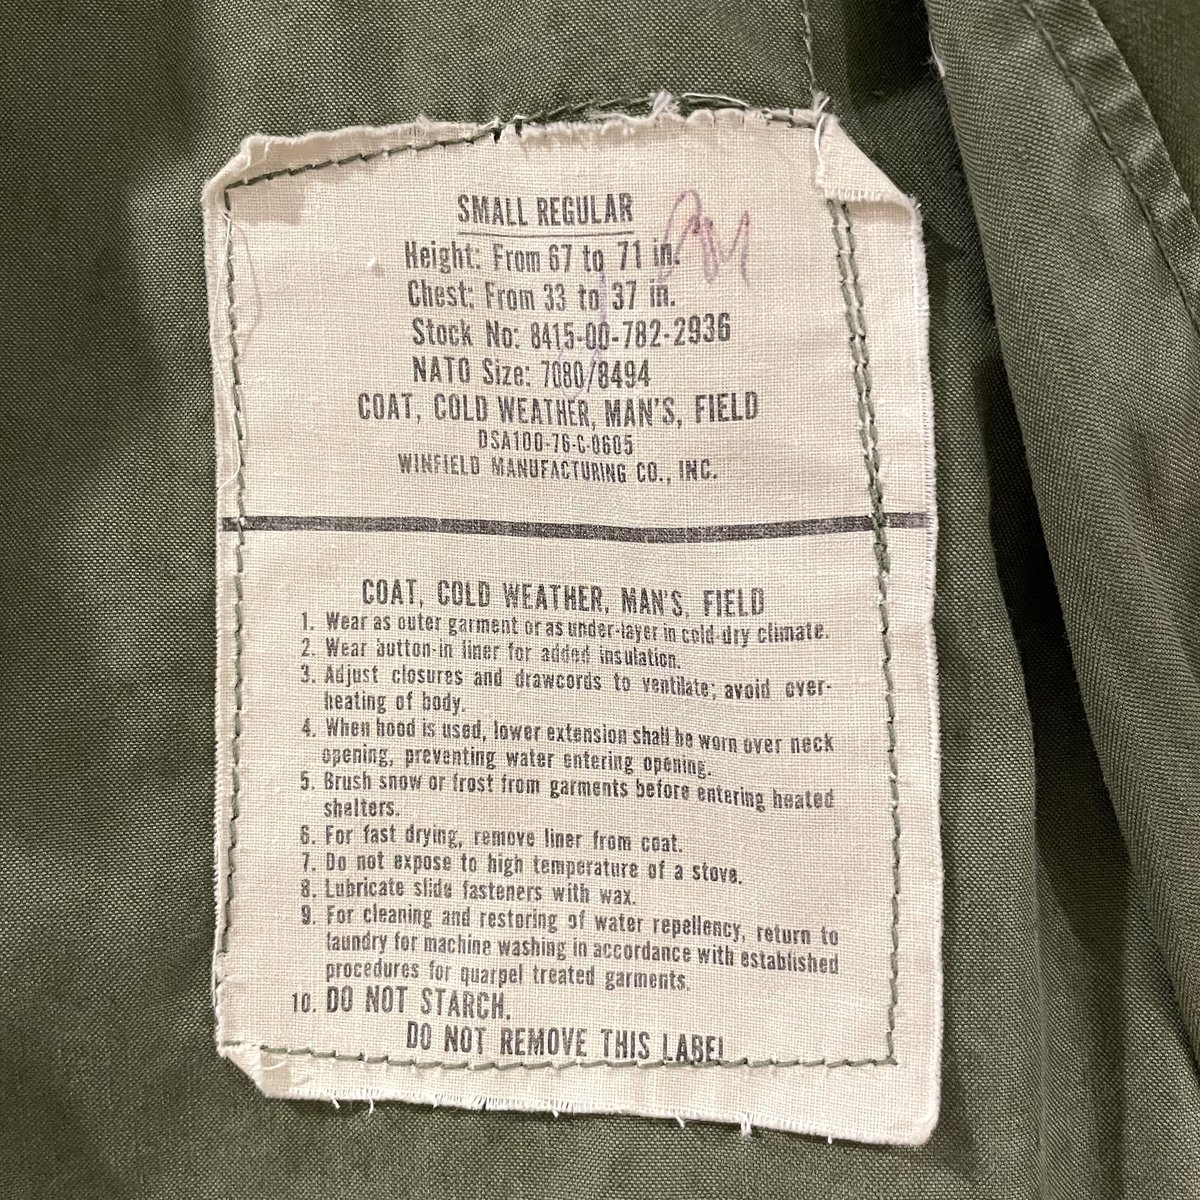 SMALL REGULAR
Height: From 67 to 71 in.
Chest: From 33 to 37 in.
Stock No: 8415-00-782-2936
NATO Size: 7080/8494
COAT, COLD WEATHER, MAN'S, FIELD
DSA100-76-C-0605
WINFIELD MANUFACTURING CO., INC.
COAT, COLD WEATHER, MAN'S, FIELD
1. Wear as outer garment or as under-layer in cold dry climate.
2. Wear button-in liner for added insulation.
3. Adjust closures and drawcords to ventilate; avoid over-
heating of body.
4. When hood is used, lower extension shall be worn over neck
opening, preventing water entering opening.
5. Brush snow or frost from garments before entering heated
shelters.
6. For fast drying, remove liner from coat.
7. Do not expose to high temperature of a stove.
8. Lubricate slide fasteners with wax.
9. For cleaning and restoring of water repellency, return to
laundry for machine washing in accordance with established
procedures for quarpel treated garments.
10. DO NOT STARCH.
DO NOT REMOVE THIS LABEL